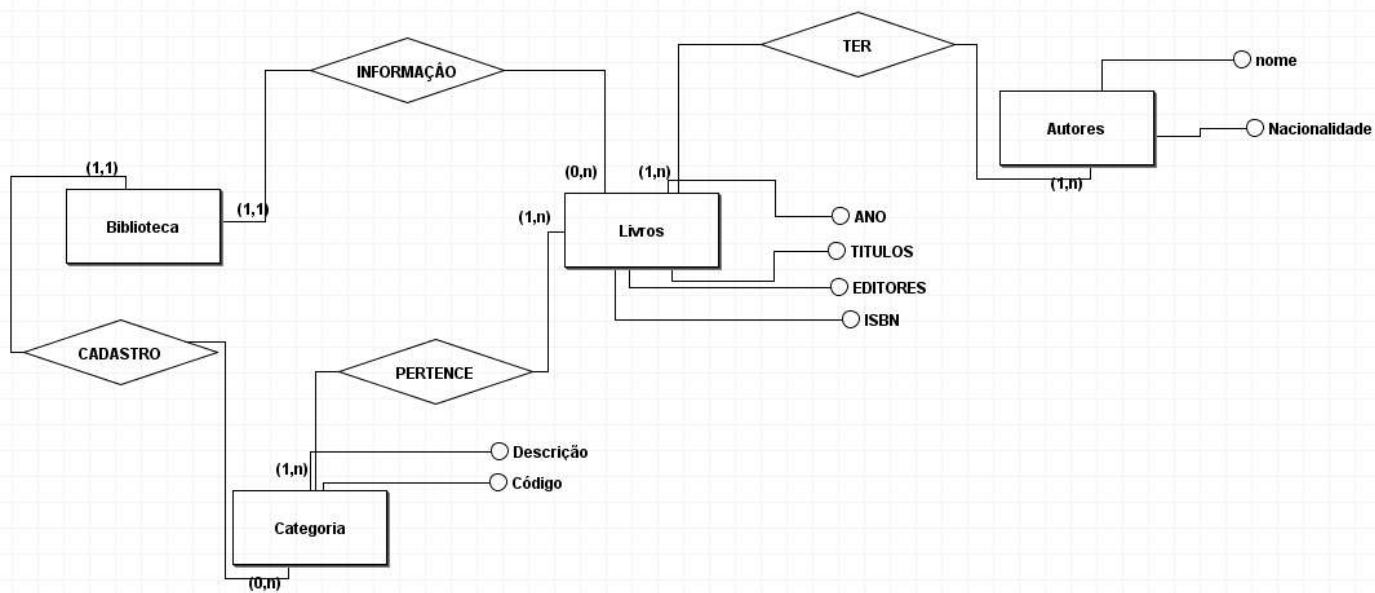 TER
nome
INFORMAÇÂO
Autores
Nacionalidade
(1,1)
(0,n)
(1,n)
(1,n)
(1,1)
(1,n)
ANO
Biblioteca
Livros
TITULOS
EDITORES
ISBN
CADASTRO
PERTENCE
Descrição
(1,n)
Código
Categoria
(0,n)